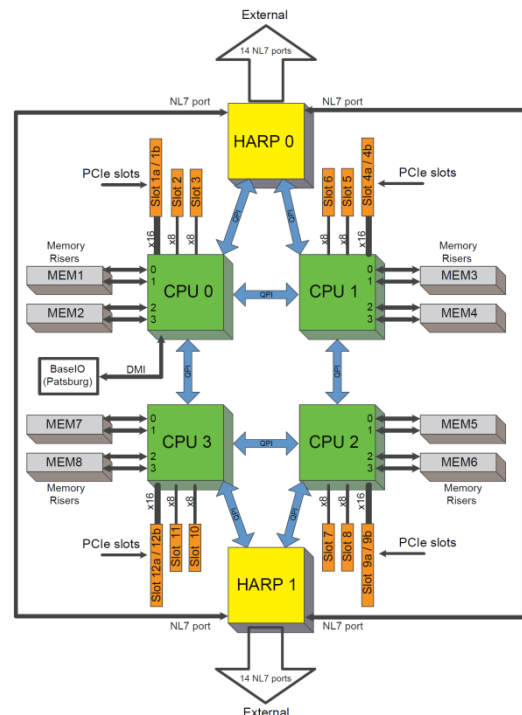 External
14 NL7 ports
NL7 port
NL7 port
HARP 0
PCIe slots
Slot 1a / 1b
Slot 2
Slot 3
Slot 6
Slot 5
Slot 4a / 4b
PCIe slots
QPI
QPI
x16
x8
x8
x8
x8
x16
Memory
Risers
Memory
Risers
MEM1
0
1
CPU 0
QPI
CPU 1
0
1
MEM3
MEM2
2
3
2
3
MEM4
BaseIO
(Patsburg)
DMI
QPI
QPI
MEM7
0
1
CPU 3
QPI
CPU 2
0
1
MEM5
MEM8
2
3
2
3
MEM6
Memory
Risers
Memory
Risers
x16
x8
x8
QPI
QPI
x8
x8
x16
PCIe slots
Slot 12a / 12b
Slot 11
Slot 10
Slot 7
Slot 8
Slot 9a / 9b
PCIe slots
HARP 1
NL7 port
NL7 port
14 NL7 ports
External